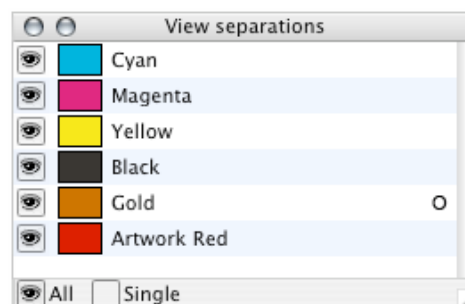 View separations
Cyan
Magenta
Yellow
Black
Gold O
Artwork Red
All Single